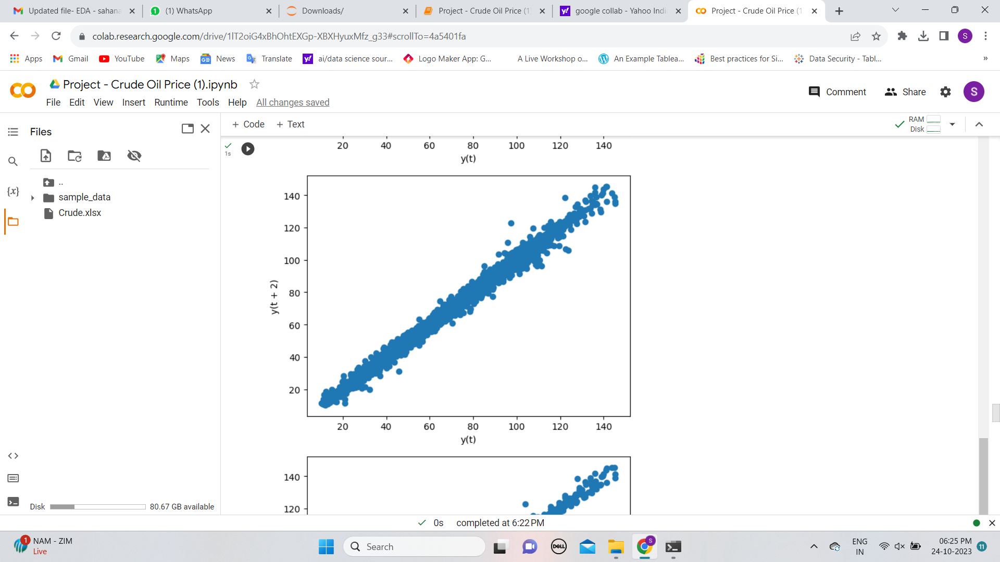 Updated file- EDA - sahana
(1) WhatsApp
Downloads/
Project - Crude Oil Price (1
google collab - Yahoo Indi
Project - Crude Oil Price (1
colab.research.google.com/drive/1lT2oiG4xBhOhtEXGp-XBXHyuxMfz_g33#scrollTo=4a5401fa
S
Apps
Gmail
YouTube
Maps
News
Translate
ai/data science sour...
Logo Maker App: G...
A Live Workshop o...
An Example Tablea...
Best practices for Si...
Data Security - Tabl...
»
Project - Crude Oil Price (1).ipynb
File Edit View Insert Runtime Tools Help All changes saved
Comment
Share
S
Files
+ Code + Text
RAM
Disk
1s
20 40 60 80 100 120 140
y(t)
{x}
..
sample_data
Crude.xlsx
140
120
100
80
60
40
20
y(t + 2)
20 40 60 80 100 120 140
y(t)
140
120
Disk
80.67 GB available
0s completed at 6:22 PM
1
NAM - ZIM
Live
Search
DELL
S
ENG
IN
06:25 PM
24-10-2023
11